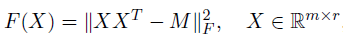 F(X) = ‖XX^T − M‖_F^2, X ∈ ℝ^{m×r}